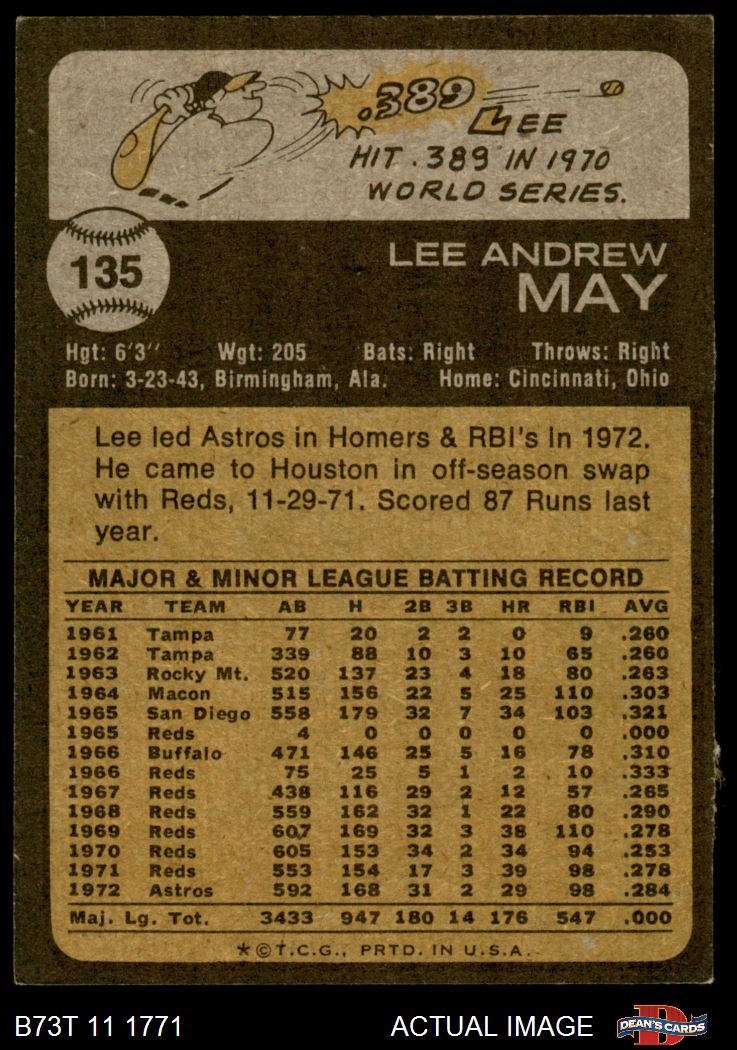 .389
LEE
HIT .389 IN 1970
WORLD SERIES.
135
LEE ANDREW
MAY
Hgt: 6'3" Wgt: 205 Bats: Right Throws: Right
Born: 3-23-43, Birmingham, Ala. Home: Cincinnati, Ohio
Lee led Astros in Homers & RBI's in 1972.
He came to Houston in off-season swap
with Reds, 11-29-71. Scored 87 Runs last
year.
MAJOR & MINOR LEAGUE BATTING RECORD
YEAR TEAM AB H 2B 3B HR RBI AVG
1961 Tampa 77 20 2 2 0 9 .260
1962 Tampa 339 88 10 3 10 65 .260
1963 Rocky Mt. 520 137 23 4 18 80 .263
1964 Macon 515 156 22 5 25 110 .303
1965 San Diego 558 179 32 7 34 103 .321
1965 Reds 4 0 0 0 0 0 .000
1966 Buffalo 471 146 25 5 16 78 .310
1966 Reds 75 25 5 1 2 10 .333
1967 Reds 438 116 29 2 12 57 .265
1968 Reds 559 162 32 1 22 80 .290
1969 Reds 607 169 32 3 38 110 .278
1970 Reds 605 153 34 2 34 94 .253
1971 Reds 553 154 17 3 39 98 .278
1972 Astros 592 168 31 2 29 98 .284
Maj. Lg. Tot. 3433 947 180 14 176 547 .000
*©T.C.G., PRTD. IN U.S.A.
B73T 11 1771 ACTUAL IMAGE
D
DEAN'S CARDS